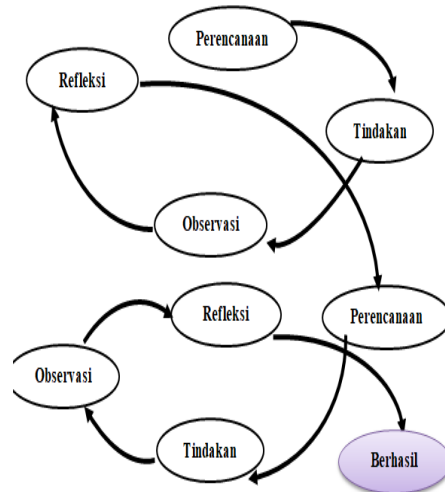 Perencanaan
Refleksi
Tindakan
Observasi
Refleksi
Perencanaan
Observasi
Tindakan
Berhasil